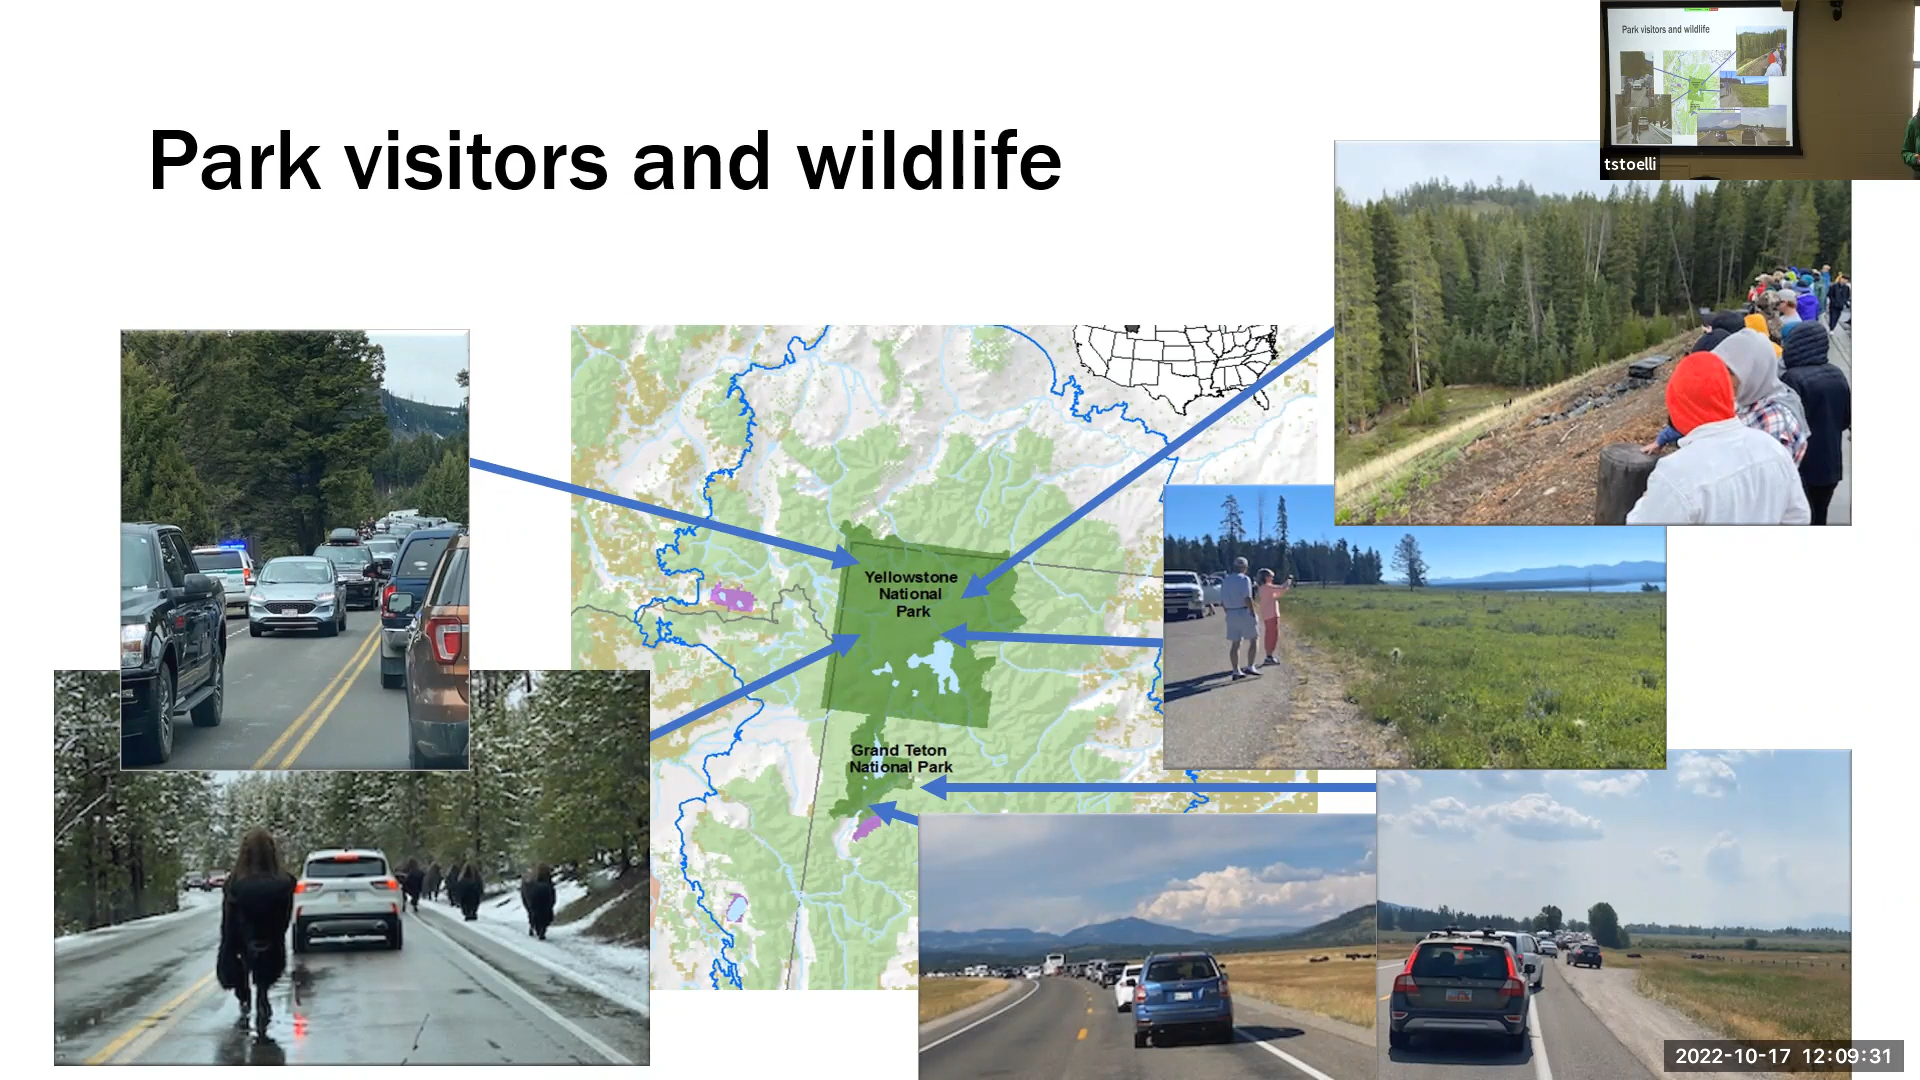 Park visitors and wildlife
Park visitors and wildlife
tstoelli
Yellowstone
National
Park
Grand Teton
National Park
2022-10-17 12:09:31